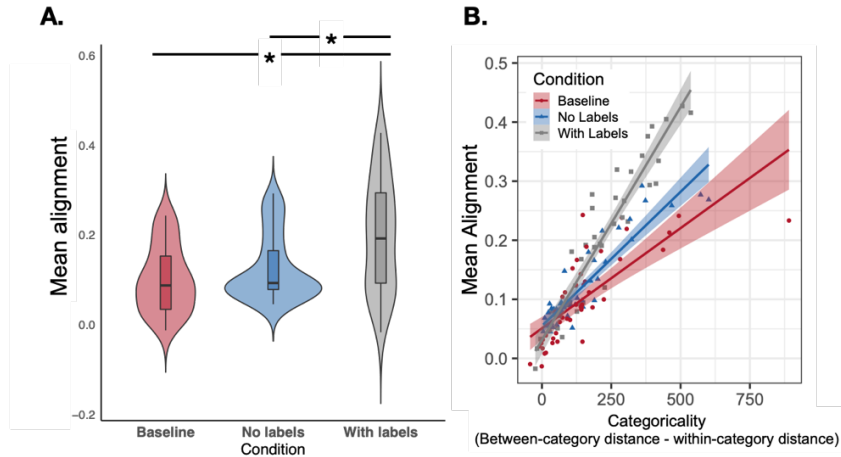 A.
*
*
Mean alignment
0.6
0.4
0.2
0.0
−0.2
Baseline
No labels
With labels
Condition
B.
Mean Alignment
0.5
0.4
0.3
0.2
0.1
0.0
Condition
Baseline
No Labels
With Labels
0
250
500
750
Categoricality
(Between-category distance - within-category distance)